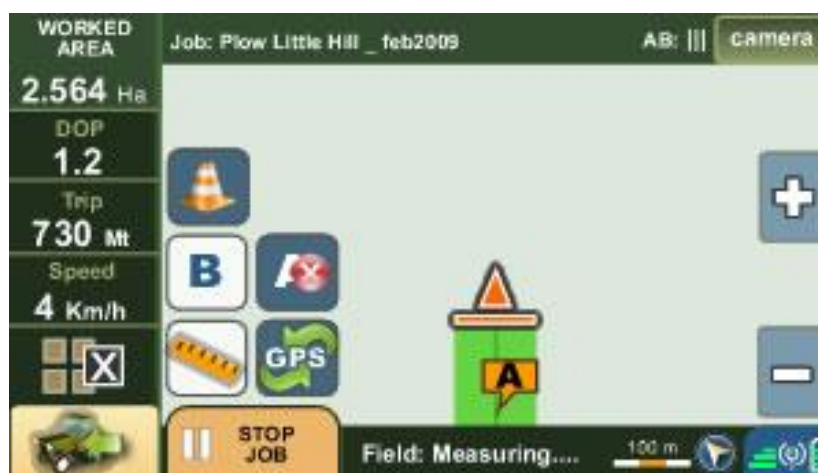 WORKED
AREA
2.564 Ha
DOP
1.2
Trip
730 Mt
Speed
4 Km/h
X
Job: Plow Little Hill _ feb2009
AB: |||
camera
B
A
GPS
A
STOP
JOB
Field: Measuring....
100 m